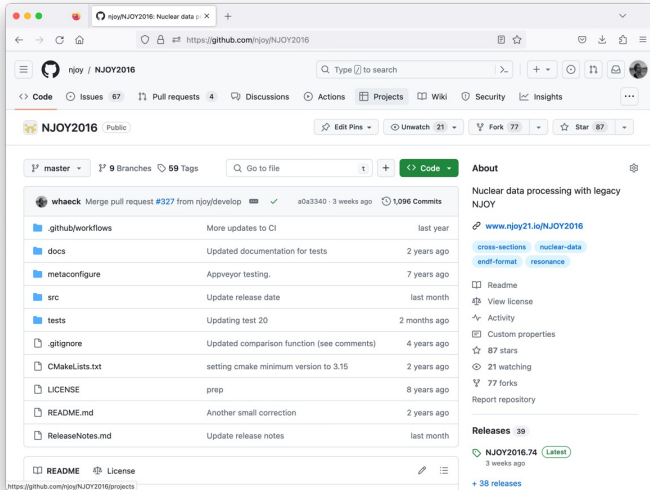 njoy/NJOY2016: Nuclear data pr
https://github.com/njoy/NJOY2016
njoy / NJOY2016
Type / to search
Code
Issues 67
Pull requests 4
Discussions
Actions
Projects
Wiki
Security
Insights
NJOY2016 Public
Edit Pins
Unwatch 21
Fork 77
Star 87
master
9 Branches
59 Tags
Go to file t
Code
whaeck Merge pull request #327 from njoy/develop
a0a3340 · 3 weeks ago
1,096 Commits
.github/workflows More updates to CI last year
docs Updated documentation for tests 2 years ago
metaconfigure Appveyor testing. 7 years ago
src Update release date last month
tests Updating test 20 2 months ago
.gitignore Updated comparison function (see comments) 4 years ago
CMakeLists.txt setting cmake minimum version to 3.15 2 years ago
LICENSE prep 8 years ago
README.md Another small correction 2 years ago
ReleaseNotes.md Update release notes last month
README License
https://github.com/njoy/NJOY2016/projects
About
Nuclear data processing with legacy
NJOY
www.njoy21.io/NJOY2016
cross-sections nuclear-data
endf-format resonance
Readme
View license
Activity
Custom properties
87 stars
21 watching
77 forks
Report repository
Releases 39
NJOY2016.74 Latest
3 weeks ago
+ 38 releases